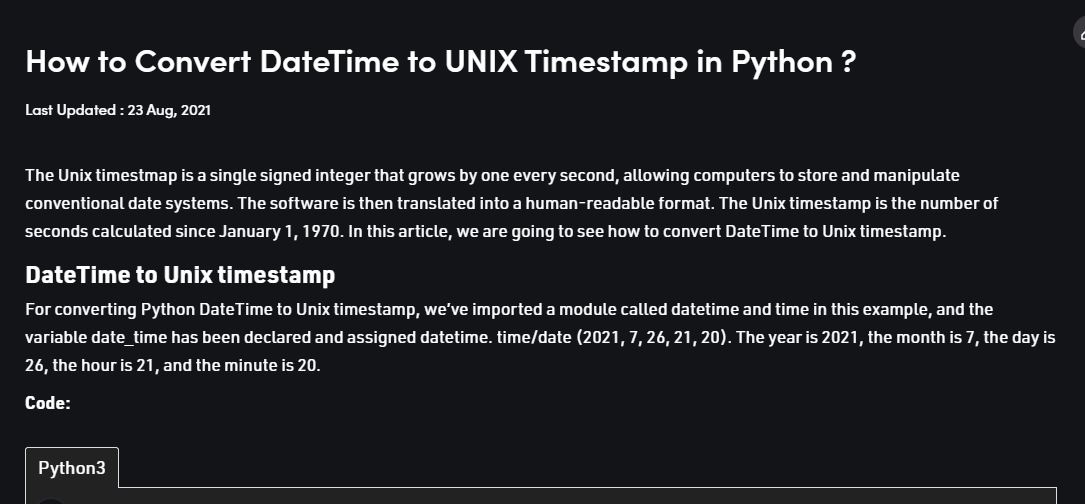 How to Convert DateTime to UNIX Timestamp in Python ?
Last Updated : 23 Aug, 2021
The Unix timestmap is a single signed integer that grows by one every second, allowing computers to store and manipulate
conventional date systems. The software is then translated into a human-readable format. The Unix timestamp is the number of
seconds calculated since January 1, 1970. In this article, we are going to see how to convert DateTime to Unix timestamp.
DateTime to Unix timestamp
For converting Python DateTime to Unix timestamp, we've imported a module called datetime and time in this example, and the
variable date_time has been declared and assigned datetime. time/date (2021, 7, 26, 21, 20). The year is 2021, the month is 7, the day is
26, the hour is 21, and the minute is 20.
Code:
Python3